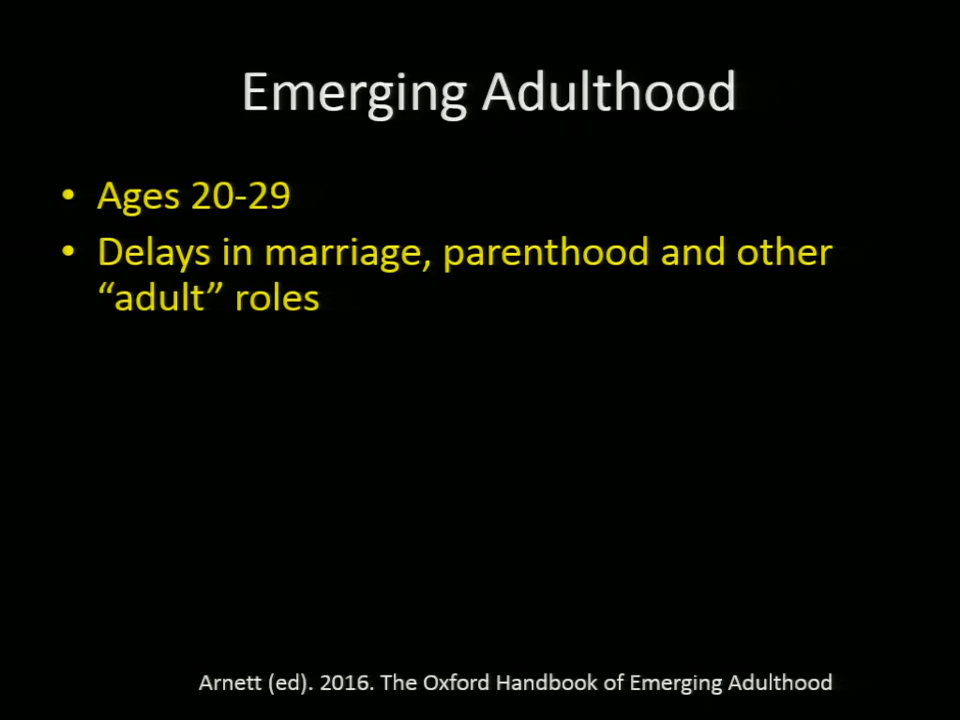 Emerging Adulthood
• Ages 20-29
• Delays in marriage, parenthood and other
“adult” roles
Arnett (ed). 2016. The Oxford Handbook of Emerging Adulthood